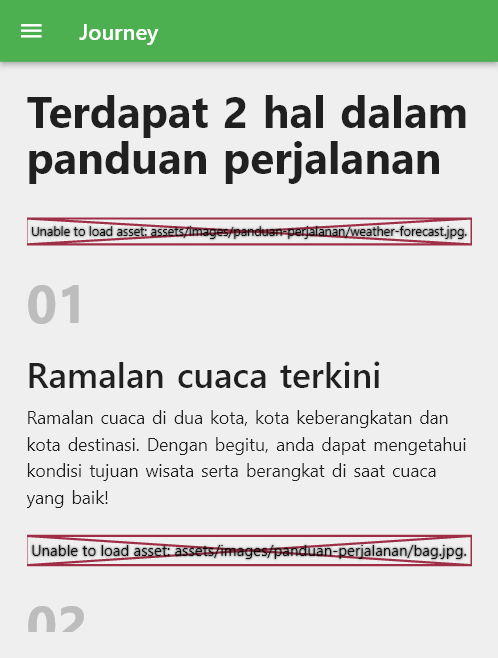 Journey
Terdapat 2 hal dalam
panduan perjalanan
Unable to load asset: assets/images/panduan-perjalanan/weather-forecast.jpg.
01
Ramalan cuaca terkini
Ramalan cuaca di dua kota, kota keberangkatan dan
kota destinasi. Dengan begitu, anda dapat mengetahui
kondisi tujuan wisata serta berangkat di saat cuaca
yang baik!
Unable to load asset: assets/images/panduan-perjalanan/bag.jpg.
02